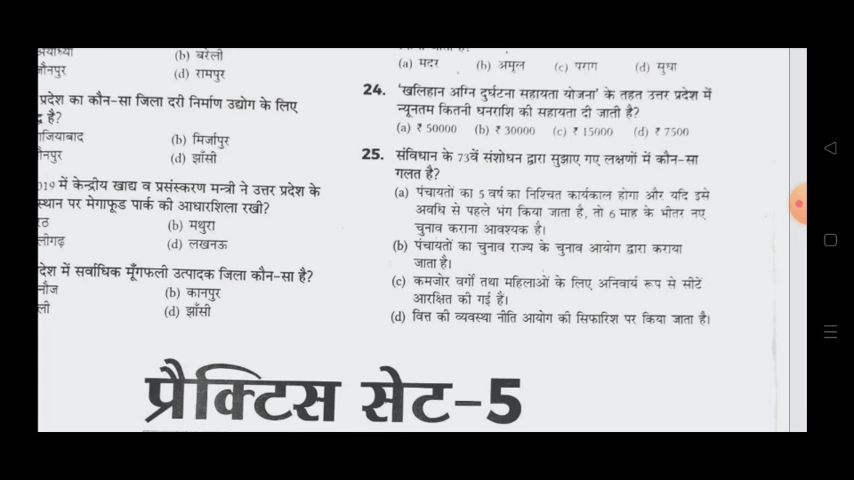 (b) बरेली
जौनपुर
(d) रामपुर
प्रदेश का कौन-सा जिला दरी निर्माण उद्योग के लिए
है?
(b) मिर्जापुर
(d) झाँसी
019 में केन्द्रीय खाद्य व प्रसंस्करण मन्त्री ने उत्तर प्रदेश के
स्थान पर मेगाफूड पार्क की आधारशिला रखी?
(b) मथुरा
लीगढ़
(d) लखनऊ
देश में सर्वाधिक मूँगफली उत्पादक जिला कौन-सा है?
नौज
(b) कानपुर
ली
(d) झाँसी
(a) मदर (b) अमूल (c) पराग (d) सुधा
24. 'खलिहान अग्नि दुर्घटना सहायता योजना' के तहत उत्तर प्रदेश में
न्यूनतम कितनी धनराशि की सहायता दी जाती है?
(a) ₹ 50000 (b) ₹ 30000 (c) ₹ 15000 (d) ₹ 7500
25. संविधान के 73वें संशोधन द्वारा सुझाए गए लक्षणों में कौन-सा
गलत है?
(a) पंचायतों का 5 वर्ष का निश्चित कार्यकाल होगा और यदि इसे
अवधि से पहले भंग किया जाता है, तो 6 माह के भीतर नए
चुनाव कराना आवश्यक है।
(b) पंचायतों का चुनाव राज्य के चुनाव आयोग द्वारा कराया
जाता है।
(c) कमजोर वर्गों तथा महिलाओं के लिए अनिवार्य रूप से सीटें
आरक्षित की गई है।
(d) वित्त की व्यवस्था नीति आयोग की सिफारिश पर किया जाता है।
प्रैक्टिस सेट-5